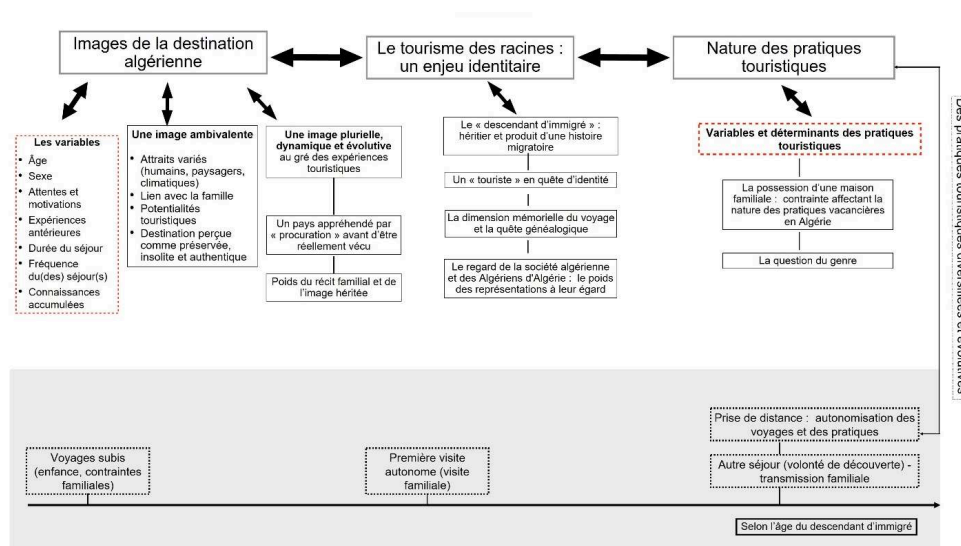 Images de la destination
algérienne
Le tourisme des racines :
un enjeu identitaire
Nature des pratiques
touristiques
Les variables
• Âge
• Sexe
• Attentes et
motivations
• Expériences
antérieures
• Durée du séjour
• Fréquence
du(des) séjour(s)
• Connaissances
accumulées
Une image ambivalente
• Attraits variés
(humains, paysagers,
climatiques)
• Lien avec la famille
• Potentialités
touristiques
• Destination perçue
comme préservée,
insolite et authentique
Une image plurielle,
dynamique et évolutive
au gré des expériences
touristiques
Un pays appréhendé par
« procuration » avant d'être
réellement vécu
Poids du récit familial et de
l'image héritée
Le « descendant d'immigré » :
héritier et produit d'une histoire
migratoire
Un « touriste » en quête d'identité
La dimension mémorielle du voyage
et la quête généalogique
Le regard de la société algérienne
et des Algériens d'Algérie : le poids
des représentations à leur égard
Variables et déterminants des pratiques
touristiques
La possession d'une maison
familiale : contrainte affectant la
nature des pratiques vacancières
en Algérie
La question du genre
Des pratiques touristiques diversifiées et évolutives
Voyages subis
(enfance, contraintes
familiales)
Première visite
autonome (visite
familiale)
Prise de distance : autonomisation des
voyages et des pratiques
Autre séjour (volonté de découverte) -
transmission familiale
Selon l'âge du descendant d'immigré